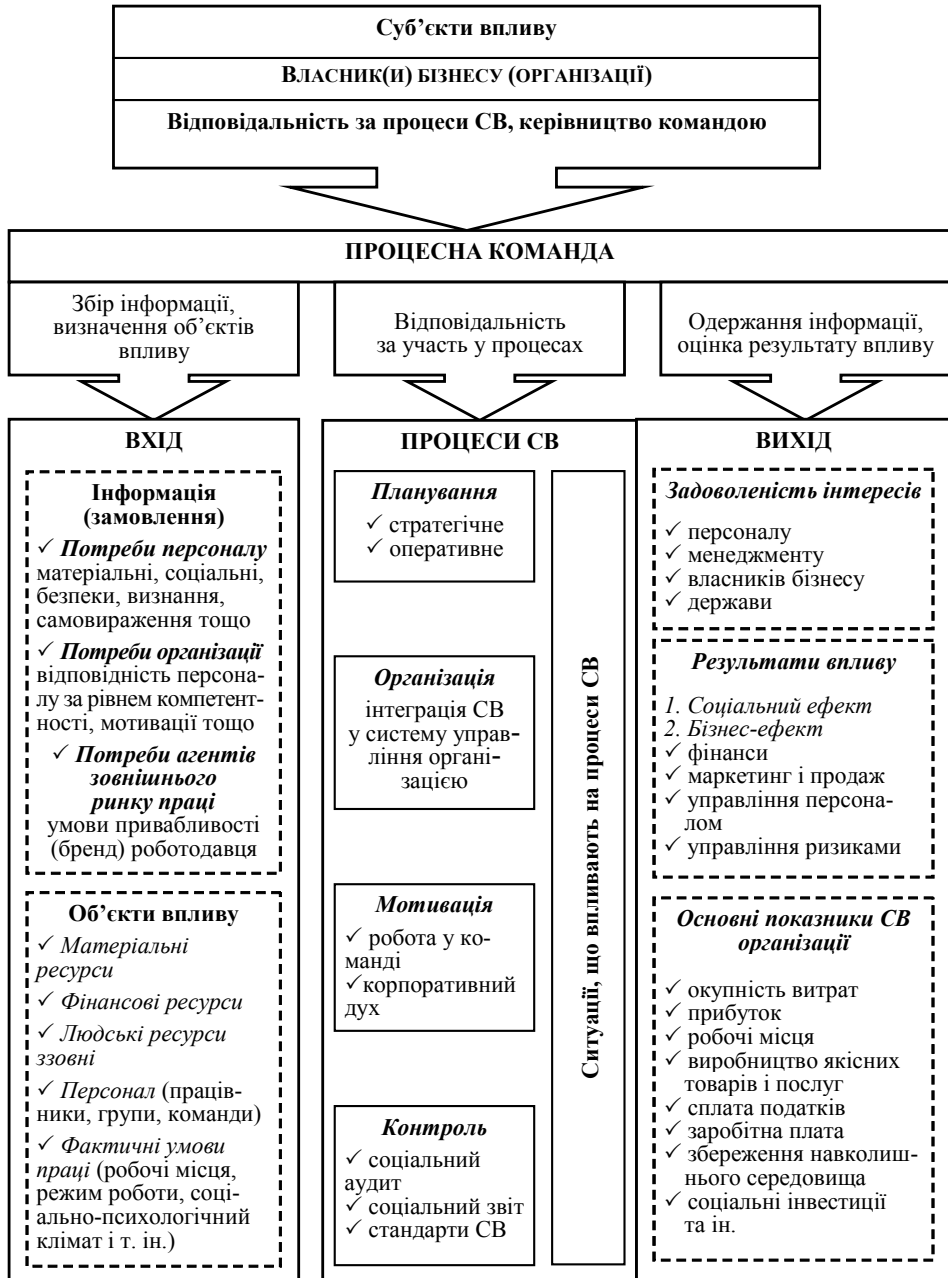 Суб’єкти впливу
ВЛАСНИК(И) БІЗНЕСУ (ОРГАНІЗАЦІЇ)
Відповідальність за процеси СВ, керівництво командою
ПРОЦЕСНА КОМАНДА
Збір інформації,
визначення об’єктів
впливу
Відповідальність
за участь у процесах
Одержання інформації,
оцінка результату впливу
ВХІД
Інформація
(замовлення)
✓ Потреби персоналу
матеріальні, соціальні,
безпеки, визнання,
самовираження тощо
✓ Потреби організації
відповідність персона-
лу за рівнем компетент-
ності, мотивації тощо
✓ Потреби агентів
зовнішнього
ринку праці
умови привабливості
(бренд) роботодавця
Об’єкти впливу
✓ Матеріальні
ресурси
✓ Фінансові ресурси
✓ Людські ресурси
ззовні
✓ Персонал (праців-
ники, групи, команди)
✓ Фактичні умови
праці (робочі місця,
режим роботи, соці-
ально-психологічний
клімат і т. ін.)
ПРОЦЕСИ СВ
Планування
✓ стратегічне
✓ оперативне
Організація
інтеграція СВ
у систему управ-
ління органі-
зацією
Мотивація
✓ робота у ко-
манді
✓корпоративний
дух
Контроль
✓ соціальний
аудит
✓ соціальний звіт
✓ стандарти СВ
Ситуації, що впливають на процеси СВ
ВИХІД
Задоволеність інтересів
✓ персоналу
✓ менеджменту
✓ власників бізнесу
✓ держави
Результати впливу
1. Соціальний ефект
2. Бізнес-ефект
✓ фінанси
✓ маркетинг і продаж
✓ управління персона-
лом
✓ управління ризиками
Основні показники СВ
організації
✓ окупність витрат
✓ прибуток
✓ робочі місця
✓ виробництво якісних
товарів і послуг
✓ сплата податків
✓ заробітна плата
✓ збереження навколиш-
нього середовища
✓ соціальні інвестиції
та ін.